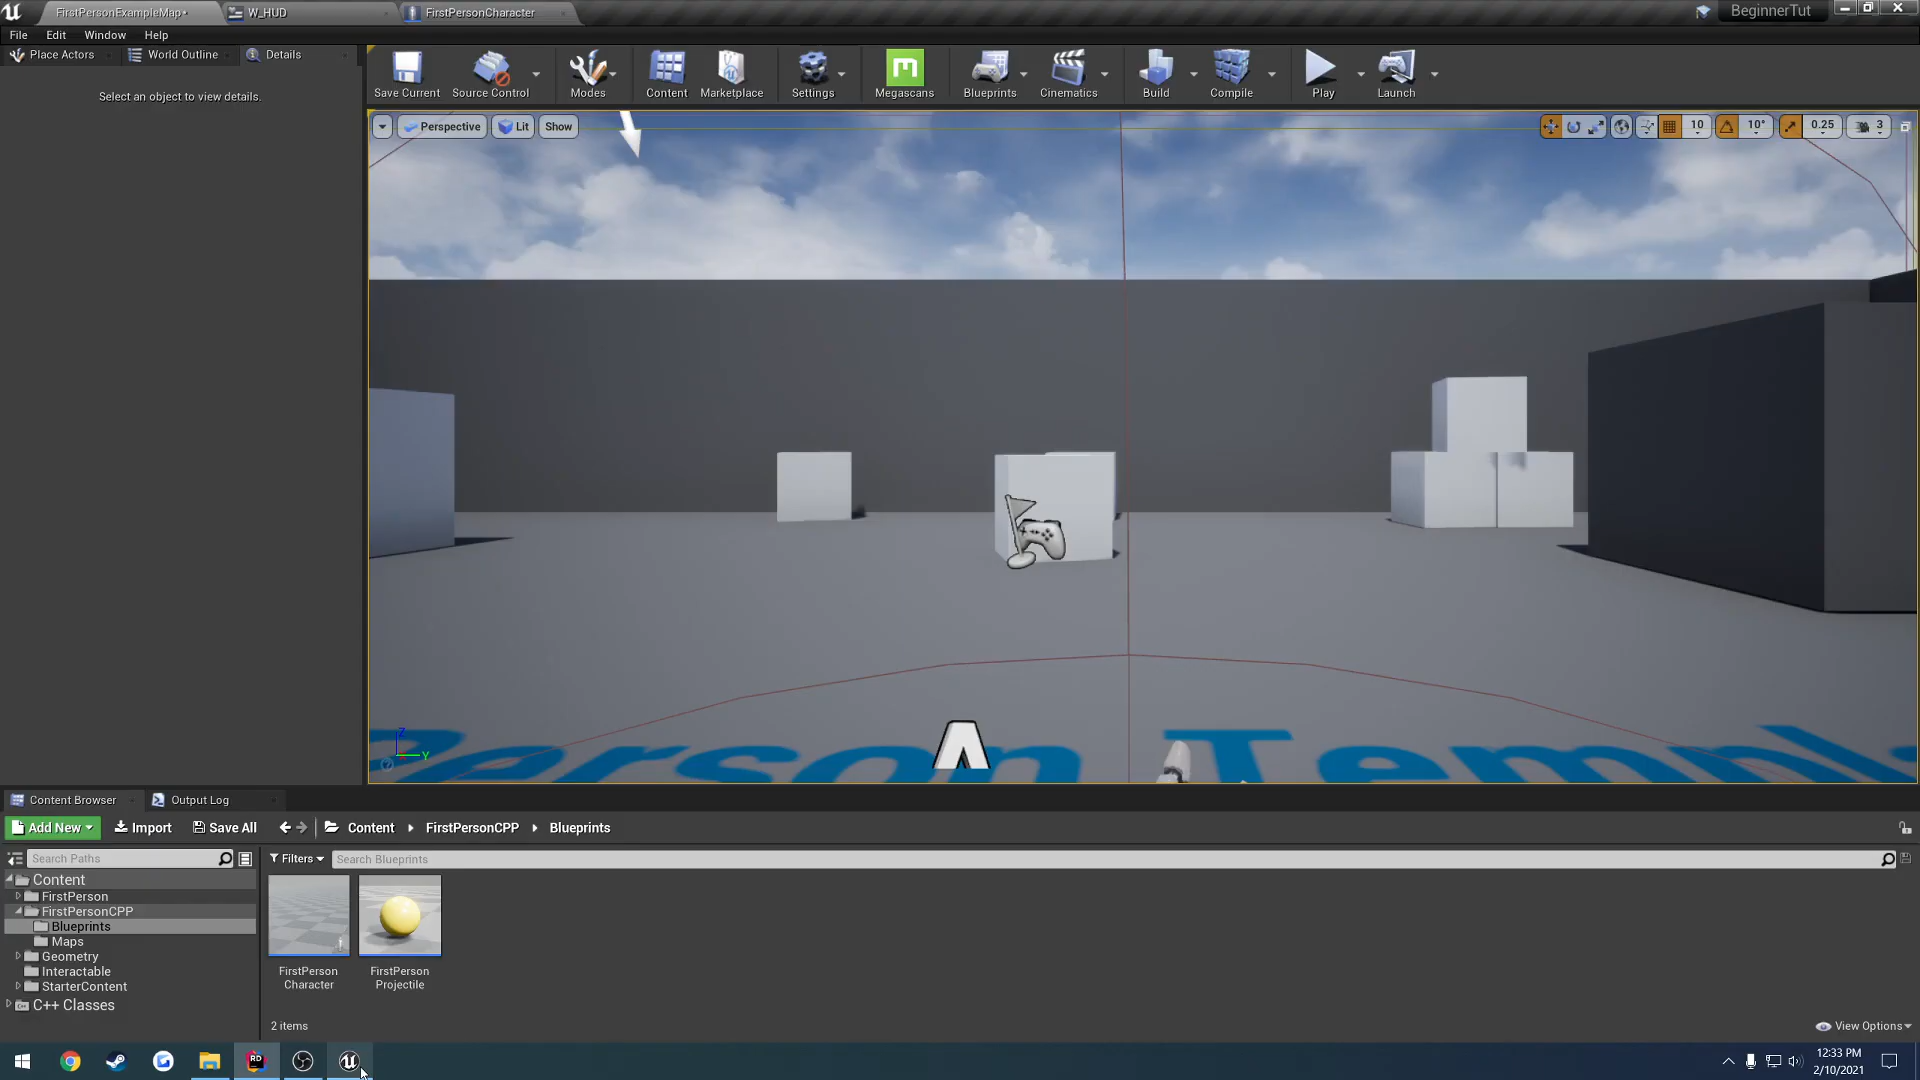 FirstPersonExampleMap•
W_HUD
FirstPersonCharacter
BeginnerTut
File Edit Window Help
Place Actors World Outline Details
Select an object to view details.
Save Current Source Control Modes Content Marketplace Settings Megascans Blueprints Cinematics Build Compile Play Launch
Perspective Lit Show
10 10° 0.25 3
Z
Y
Person Templ
Content Browser Output Log
Add New Import Save All Content FirstPersonCPP Blueprints
Search Paths
Filters Search Blueprints
Content
FirstPerson
FirstPersonCPP
Blueprints
Maps
Geometry
Interactable
StarterContent
C++ Classes
FirstPerson
Character
FirstPerson
Projectile
2 items
View Options
RD
12:33 PM
2/10/2021